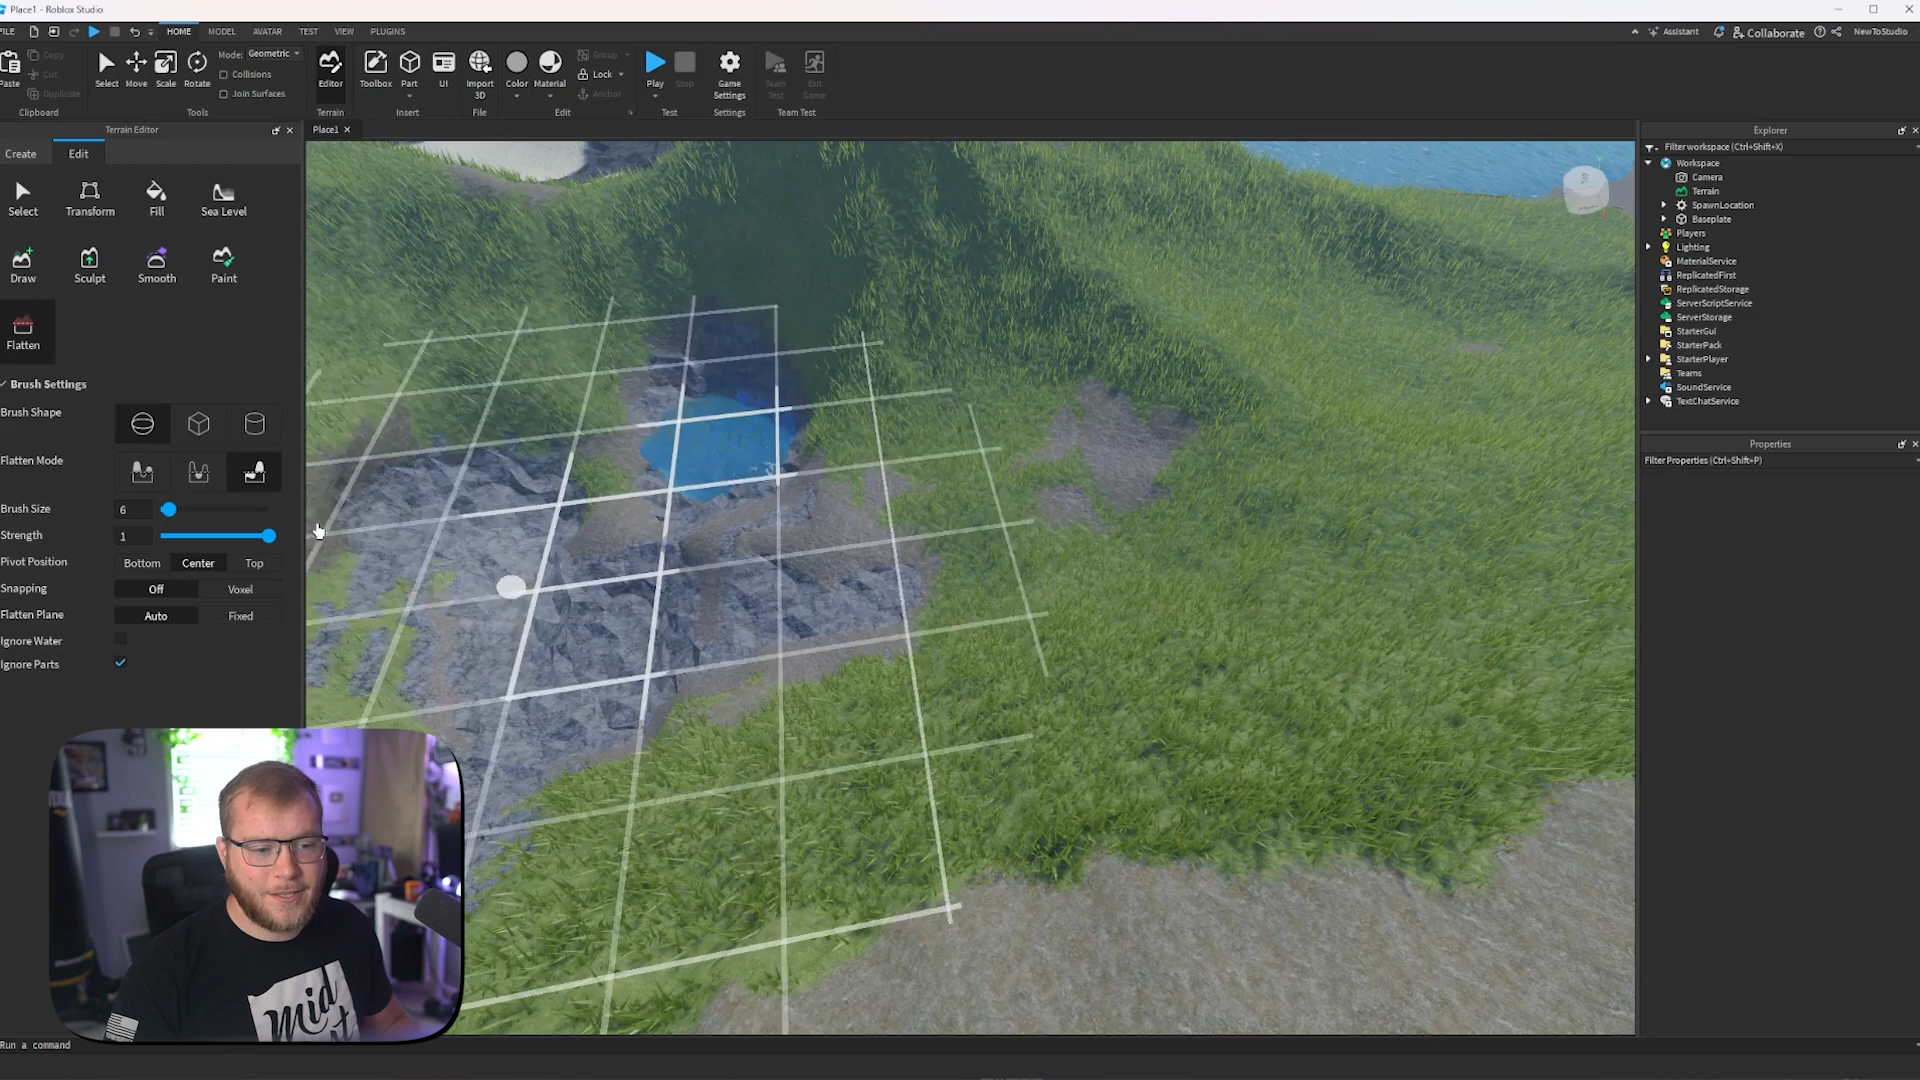 Place1 - Roblox Studio
FILE HOME MODEL AVATAR TEST VIEW PLUGINS Assistant Collaborate NewToStudio
Paste Copy Cut Duplicate Clipboard
Select Move Scale Rotate Mode: Geometric Collisions Join Surfaces Tools
Editor Terrain
Toolbox Part UI Insert
Import 3D File
Color Material Group Lock Anchor Edit
Play Stop Test
Game Settings Settings
Team Test Exit Game Team Test
Terrain Editor
Create Edit
Select Transform Fill Sea Level
Draw Sculpt Smooth Paint
Flatten
Brush Settings
Brush Shape
Flatten Mode
Brush Size 6
Strength 1
Pivot Position Bottom Center Top
Snapping Off Voxel
Flatten Plane Auto Fixed
Ignore Water
Ignore Parts
Place1
Explorer
Filter workspace (Ctrl+Shift+X)
Workspace
Camera
Terrain
SpawnLocation
Baseplate
Players
Lighting
MaterialService
ReplicatedFirst
ReplicatedStorage
ServerScriptService
ServerStorage
StarterGui
StarterPack
StarterPlayer
Teams
SoundService
TextChatService
Properties
Filter Properties (Ctrl+Shift+P)
Run a command